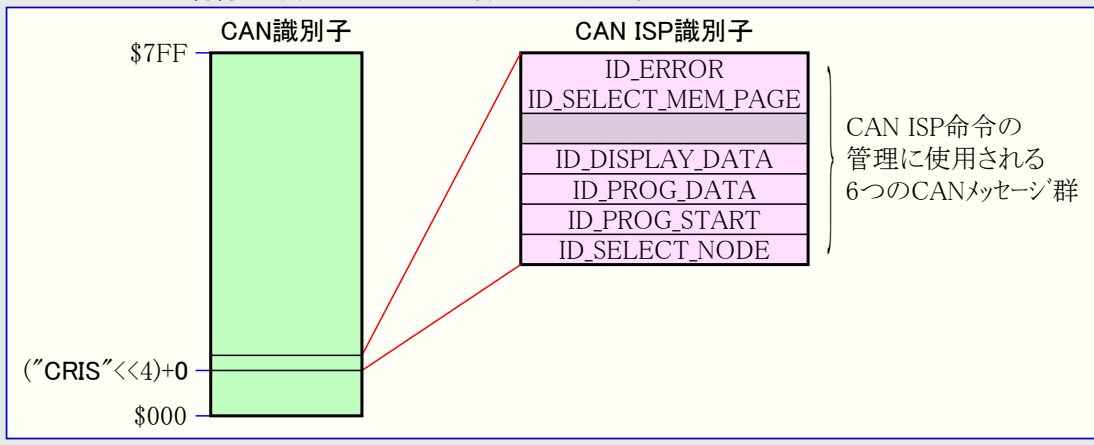 CAN識別子
$7FF
("CRIS"<<4)+0
$000
CAN ISP識別子
ID_ERROR
ID_SELECT_MEM_PAGE
ID_DISPLAY_DATA
ID_PROG_DATA
ID_PROG_START
ID_SELECT_NODE
CAN ISP命令の
管理に使用される
6つのCANメッセージ群